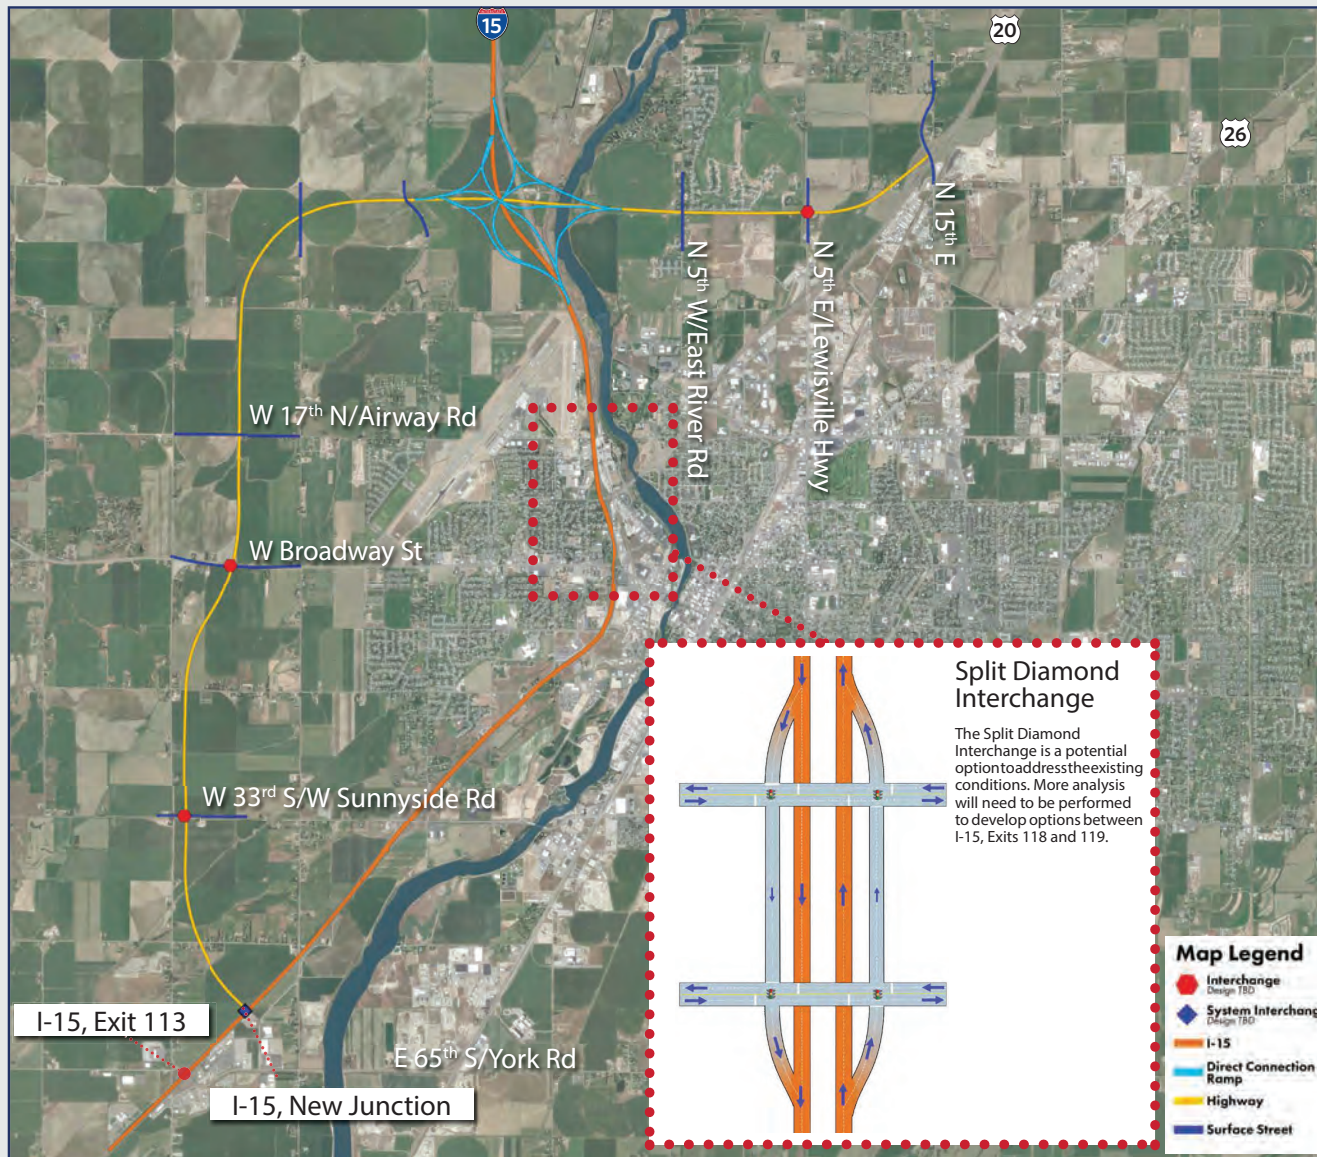 15
20
26
N 15th E
N 5th W/East River Rd
N 5th E/Lewisville Hwy
W 17th N/Airway Rd
W Broadway St
W 33rd S/W Sunnyside Rd
I-15, Exit 113
E 65th S/York Rd
I-15, New Junction
Split Diamond
Interchange
The Split Diamond
Interchange is a potential
optiontoaddresstheexisting
conditions. More analysis
will need to be performed
to develop options between
I-15, Exits 118 and 119.
Map Legend
Interchange
Design TBD
System Interchang
Design TBD
I-15
Direct Connection
Ramp
Highway
Surface Street